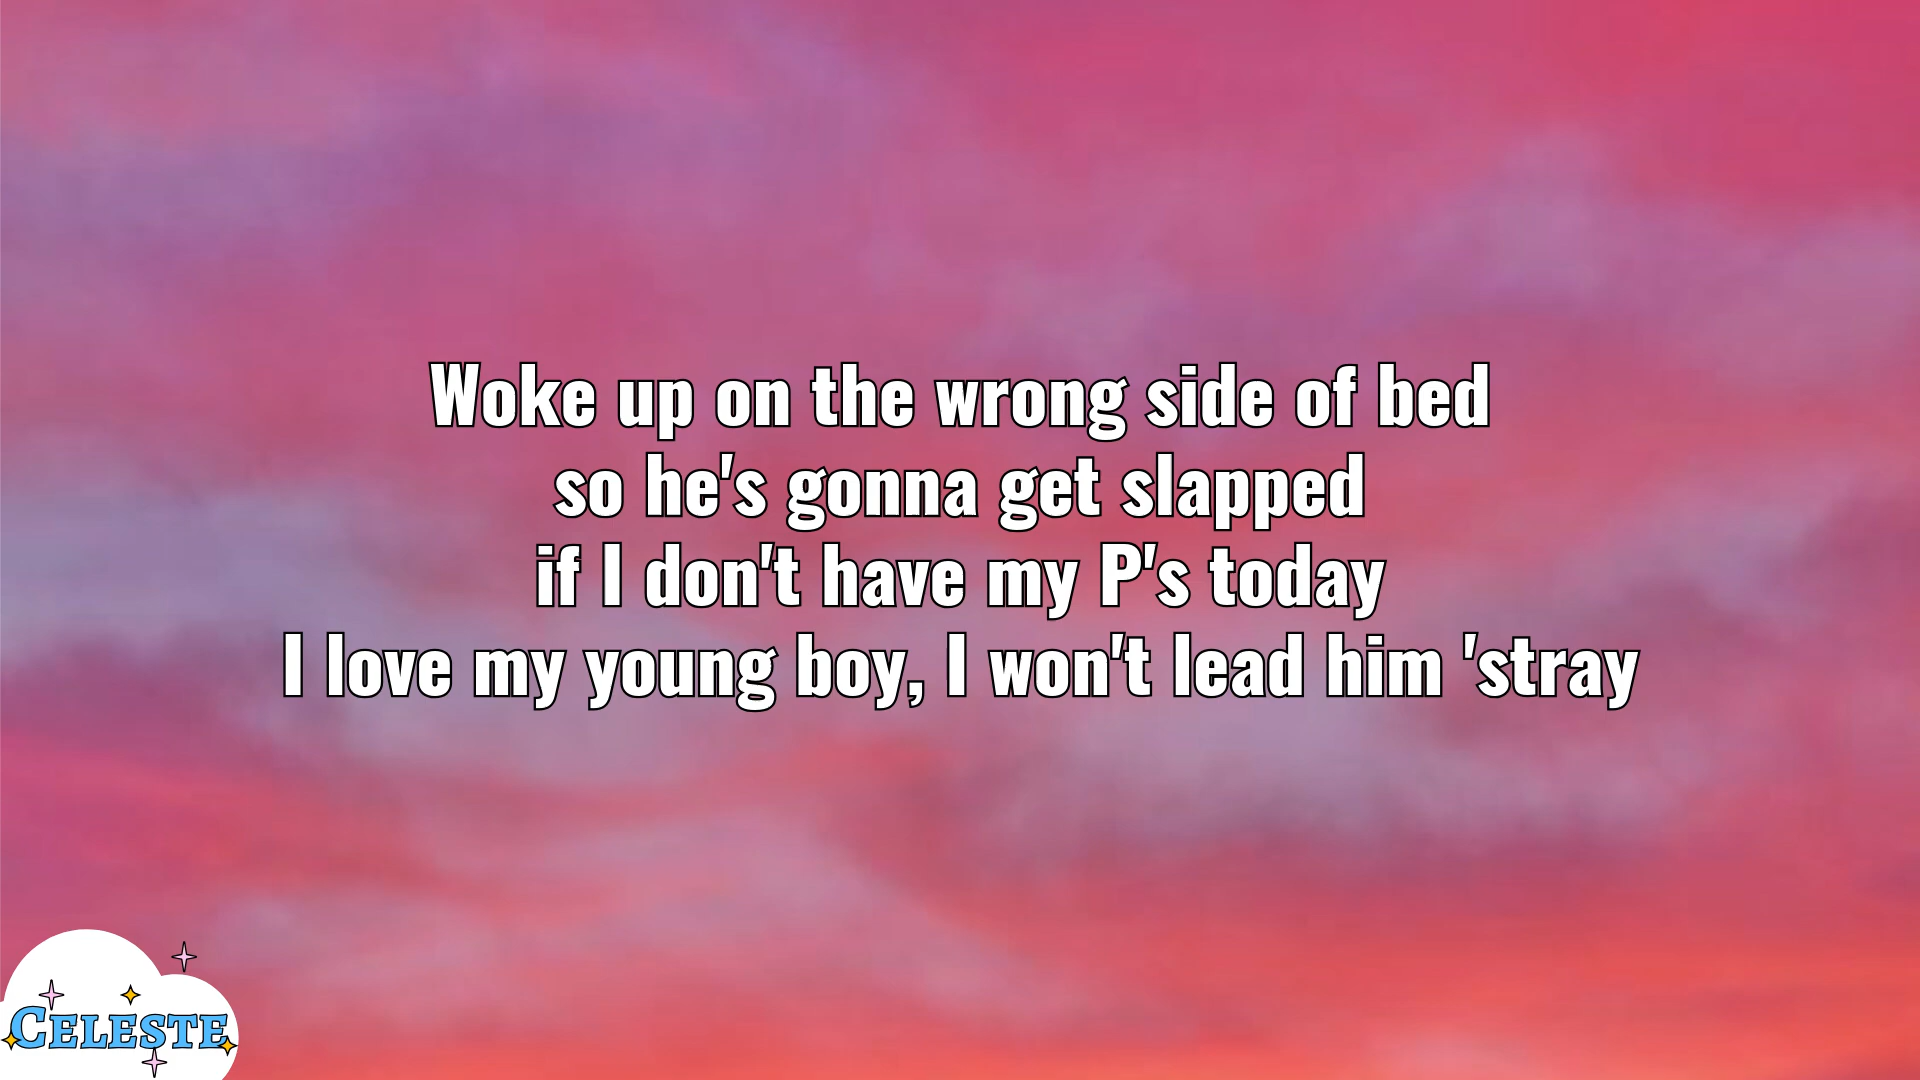 Woke up on the wrong side of bed
so he's gonna get slapped
if I don't have my P's today
I love my young boy, I won't lead him 'stray
CELESTE